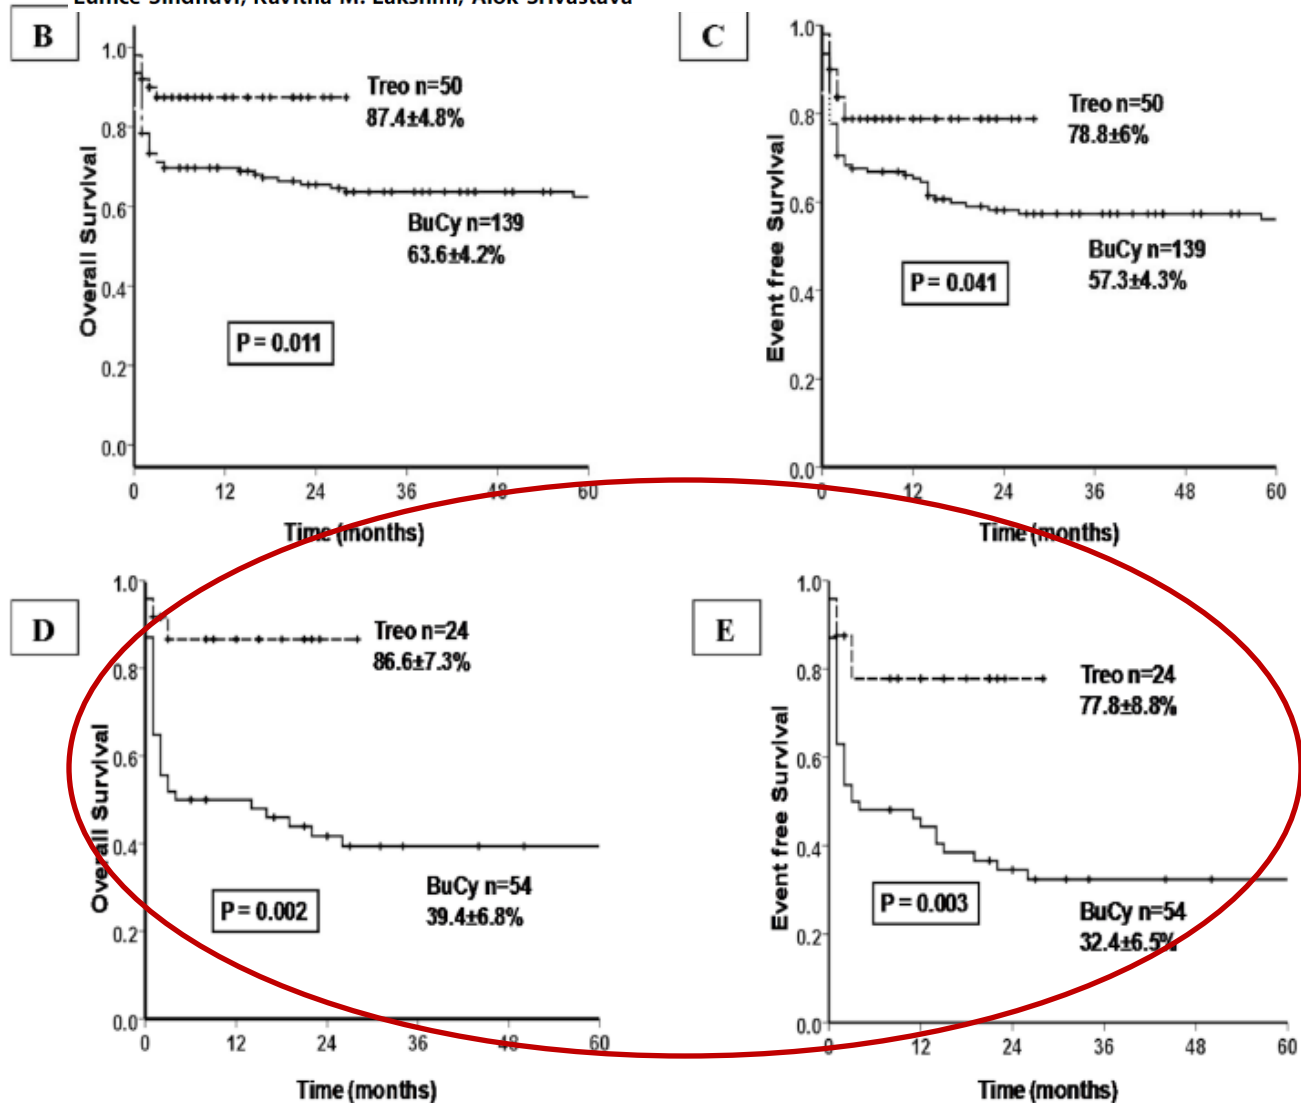 B
1.0
0.8
0.6
0.4
0.2
0.0
Overall Survival
Treo n=50
87.4±4.8%
BuCy n=139
63.6±4.2%
P = 0.011
0 12 24 36 48 60
Time (months)
C
1.0
0.8
0.6
0.4
0.2
0.0
Event free Survival
Treo n=50
78.8±6%
BuCy n=139
57.3±4.3%
P = 0.041
0 12 24 36 48 60
Time (months)
D
1.0
0.8
0.6
0.4
0.2
0.0
Overall Survival
Treo n=24
86.6±7.3%
BuCy n=54
39.4±6.8%
P = 0.002
0 12 24 36 48 60
Time (months)
E
1.0
0.8
0.6
0.4
0.2
0.0
Event free Survival
Treo n=24
77.8±8.8%
BuCy n=54
32.4±6.5%
P = 0.003
0 12 24 36 48 60
Time (months)